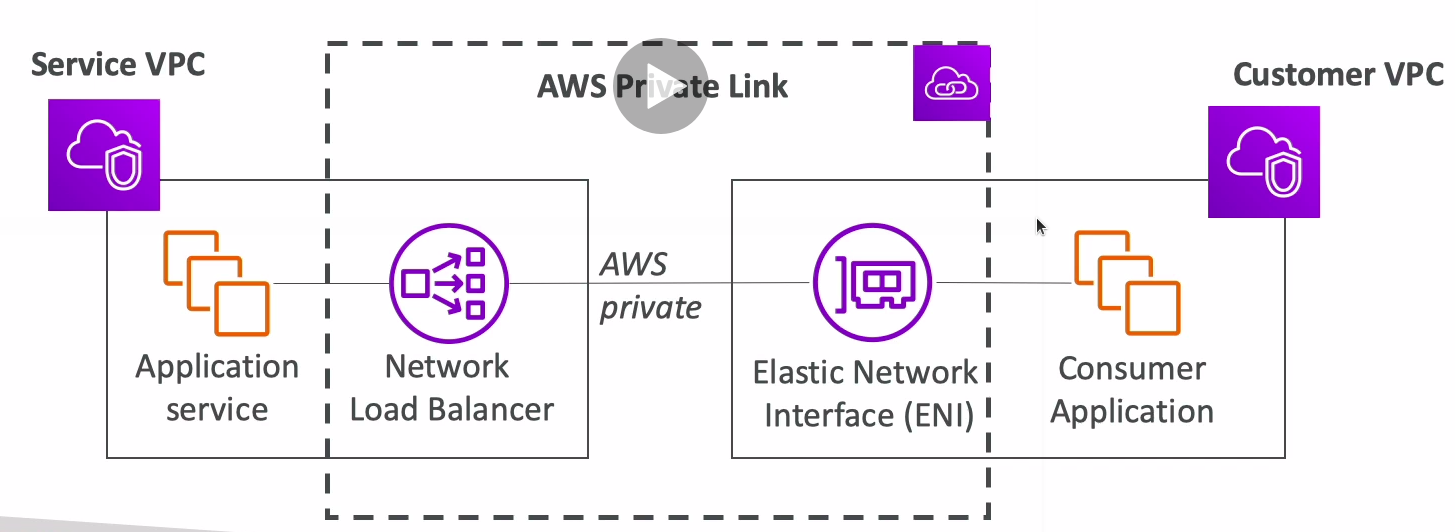 Service VPC
AWS Private Link
Customer VPC
AWS
private
Application
service
Network
Load Balancer
Elastic Network
Interface (ENI)
Consumer
Application